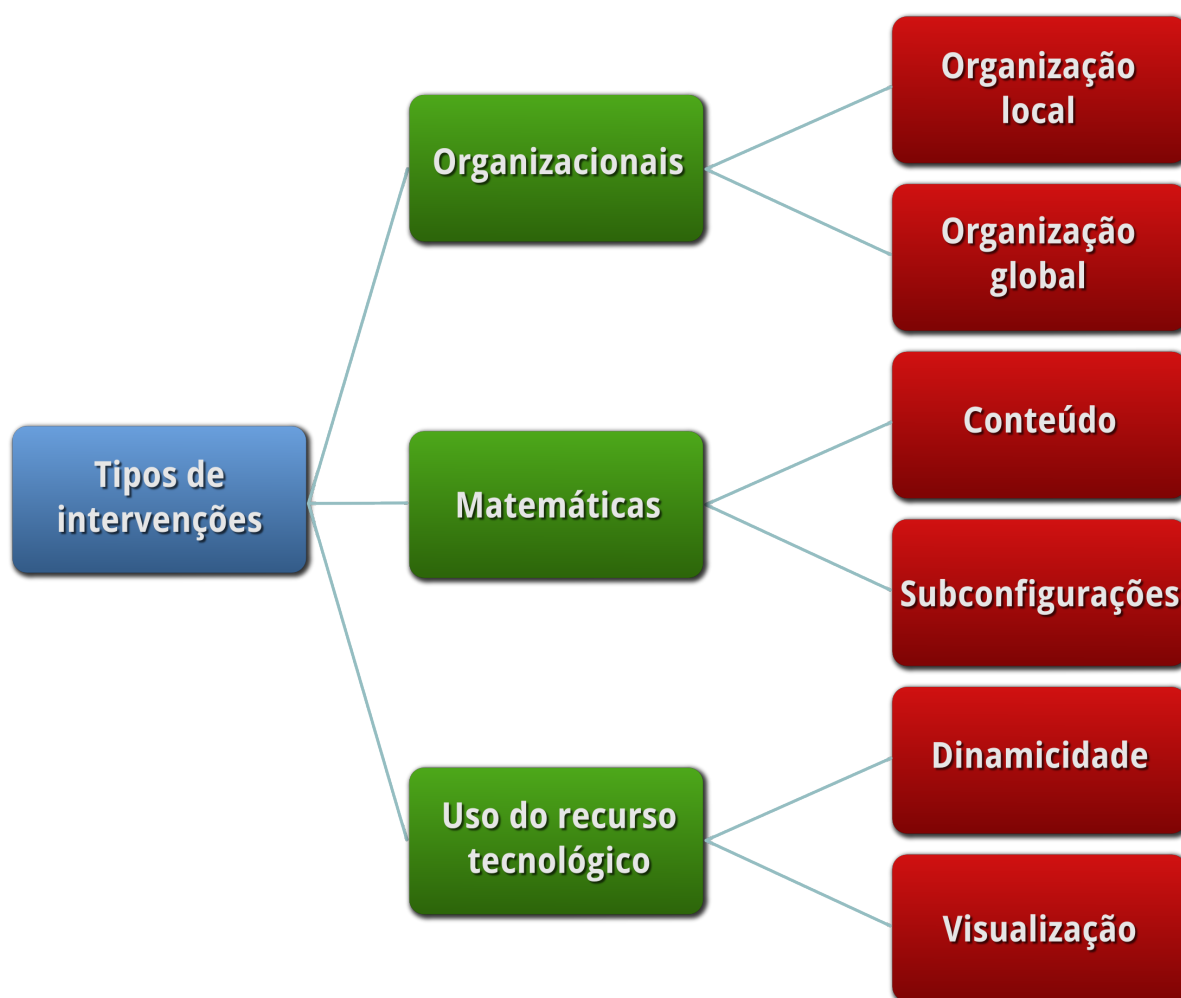 Tipos de
intervenções
Organizacionais
Organização
local
Organização
global
Matemáticas
Conteúdo
Subconfigurações
Uso do recurso
tecnológico
Dinamicidade
Visualização